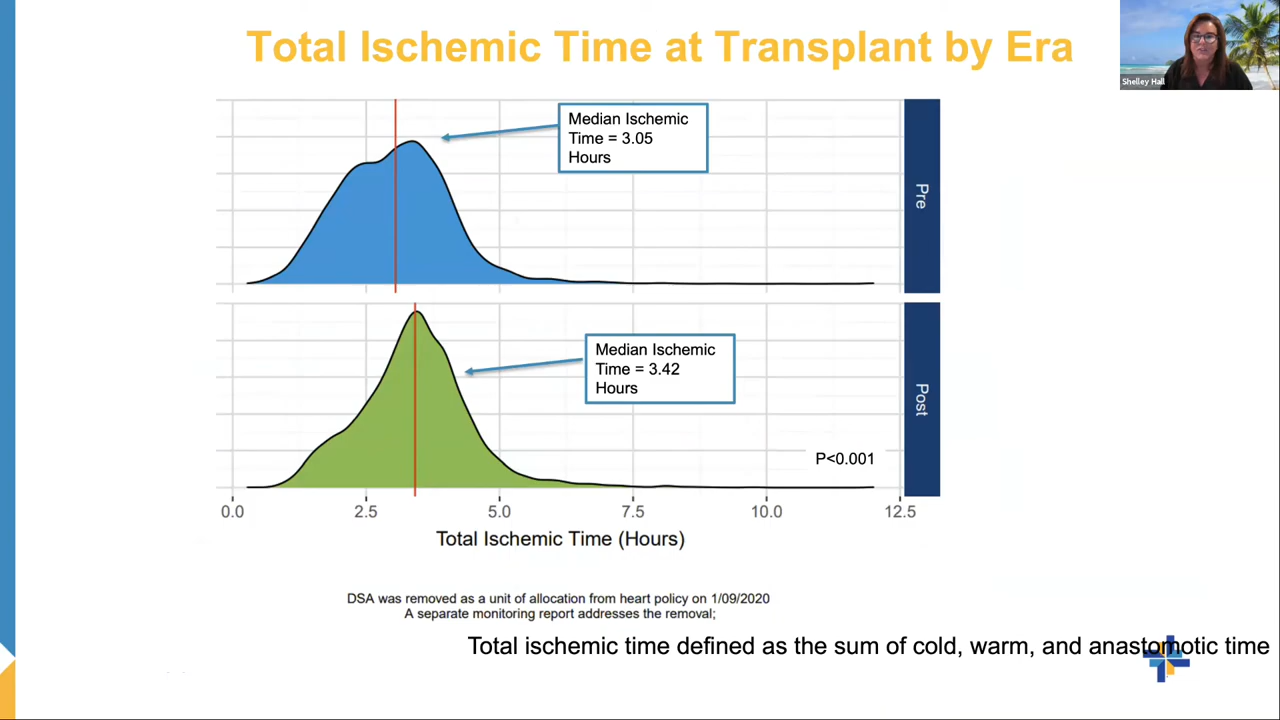 Total Ischemic Time at Transplant by Era
Shelley Hall
Median Ischemic
Time = 3.05
Hours
Pre
Median Ischemic
Time = 3.42
Hours
Post
P<0.001
0.0 2.5 5.0 7.5 10.0 12.5
Total Ischemic Time (Hours)
DSA was removed as a unit of allocation from heart policy on 1/09/2020
A separate monitoring report addresses the removal;
Total ischemic time defined as the sum of cold, warm, and anastomotic time